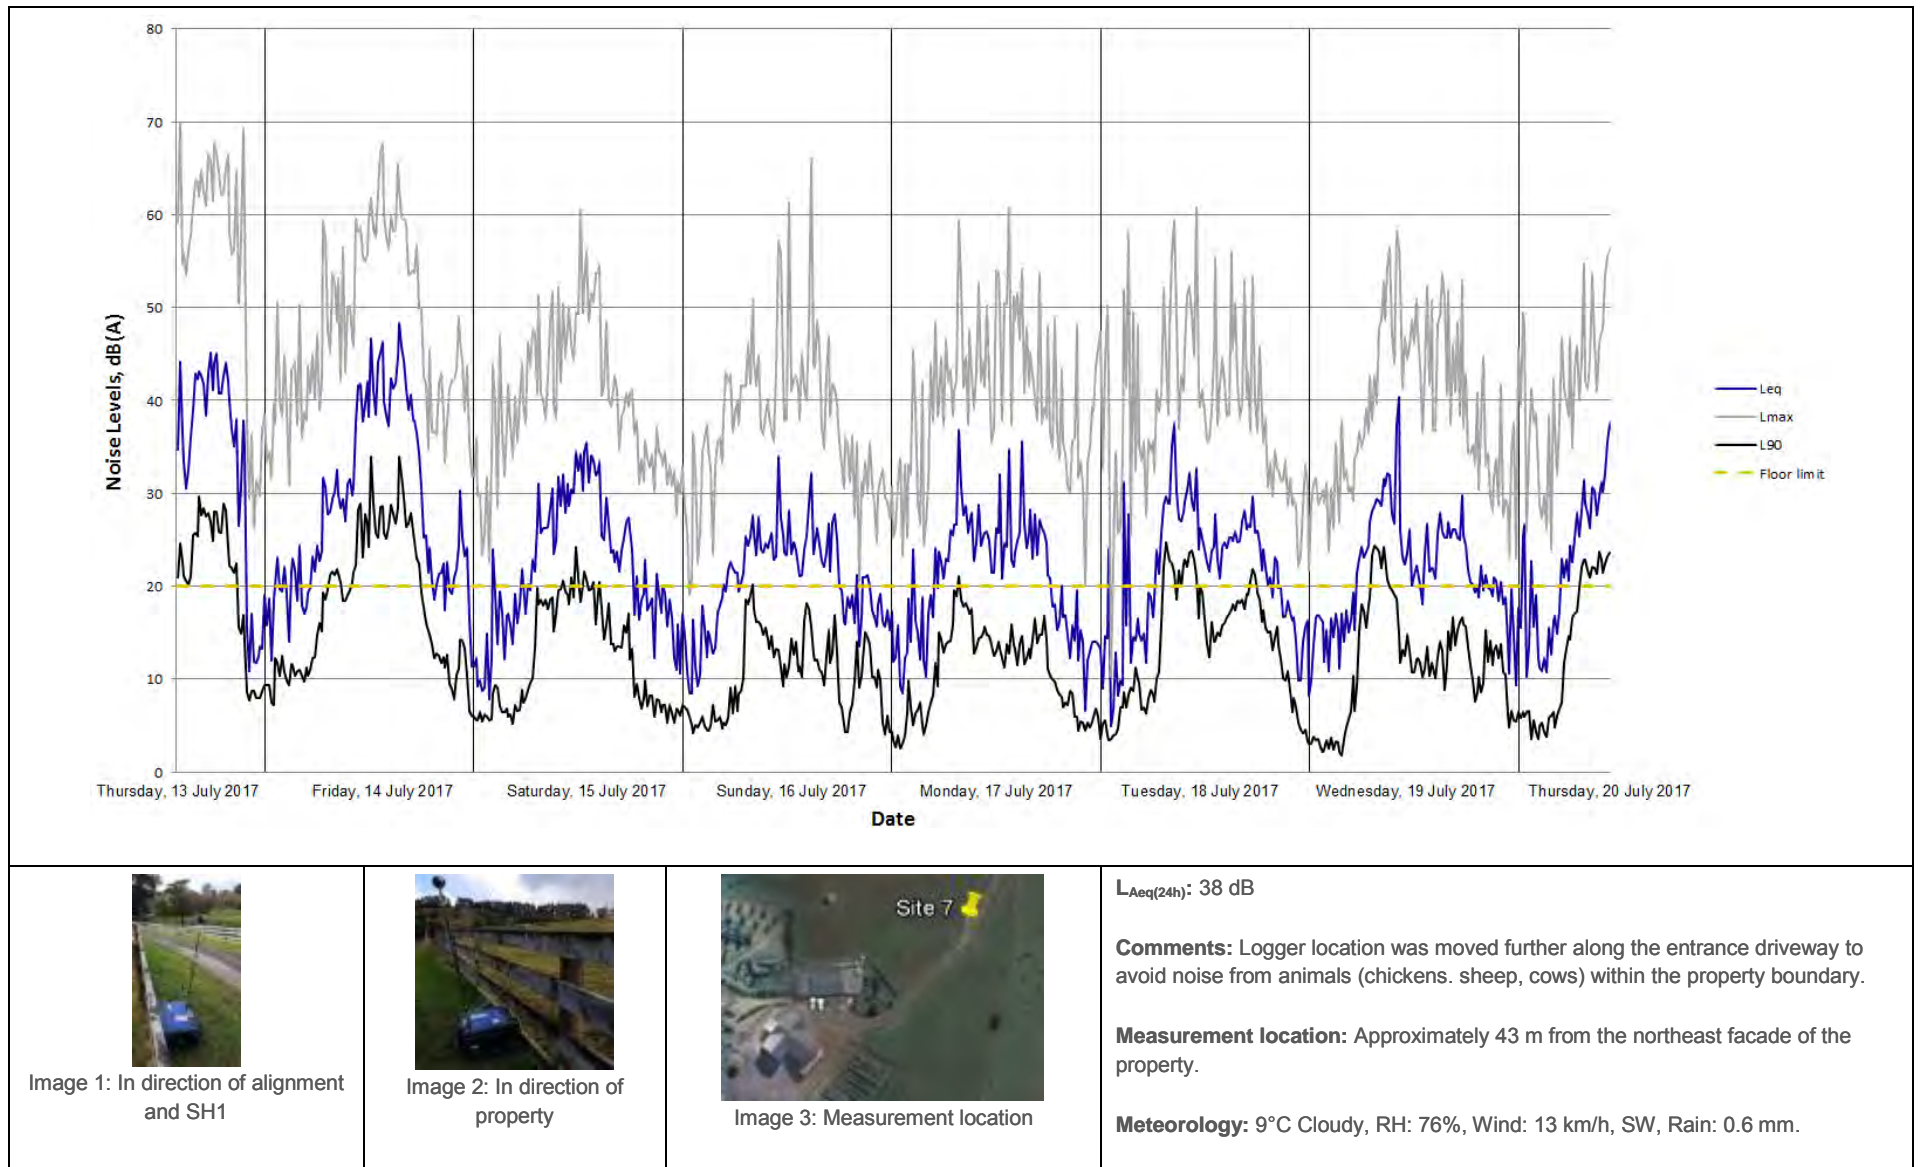 80
70
60
50
40
30
20
10
0
Noise Levels, dB(A)
Thursday, 13 July 2017
Friday, 14 July 2017
Saturday, 15 July 2017
Sunday, 16 July 2017
Monday, 17 July 2017
Tuesday, 18 July 2017
Wednesday, 19 July 2017
Thursday, 20 July 2017
Date
Leq
Lmax
L90
Floor limit
Image 1: In direction of alignment
and SH1
Image 2: In direction of
property
Site 7
Image 3: Measurement location
LAeq(24h): 38 dB
Comments: Logger location was moved further along the entrance driveway to
avoid noise from animals (chickens. sheep, cows) within the property boundary.
Measurement location: Approximately 43 m from the northeast facade of the
property.
Meteorology: 9°C Cloudy, RH: 76%, Wind: 13 km/h, SW, Rain: 0.6 mm.